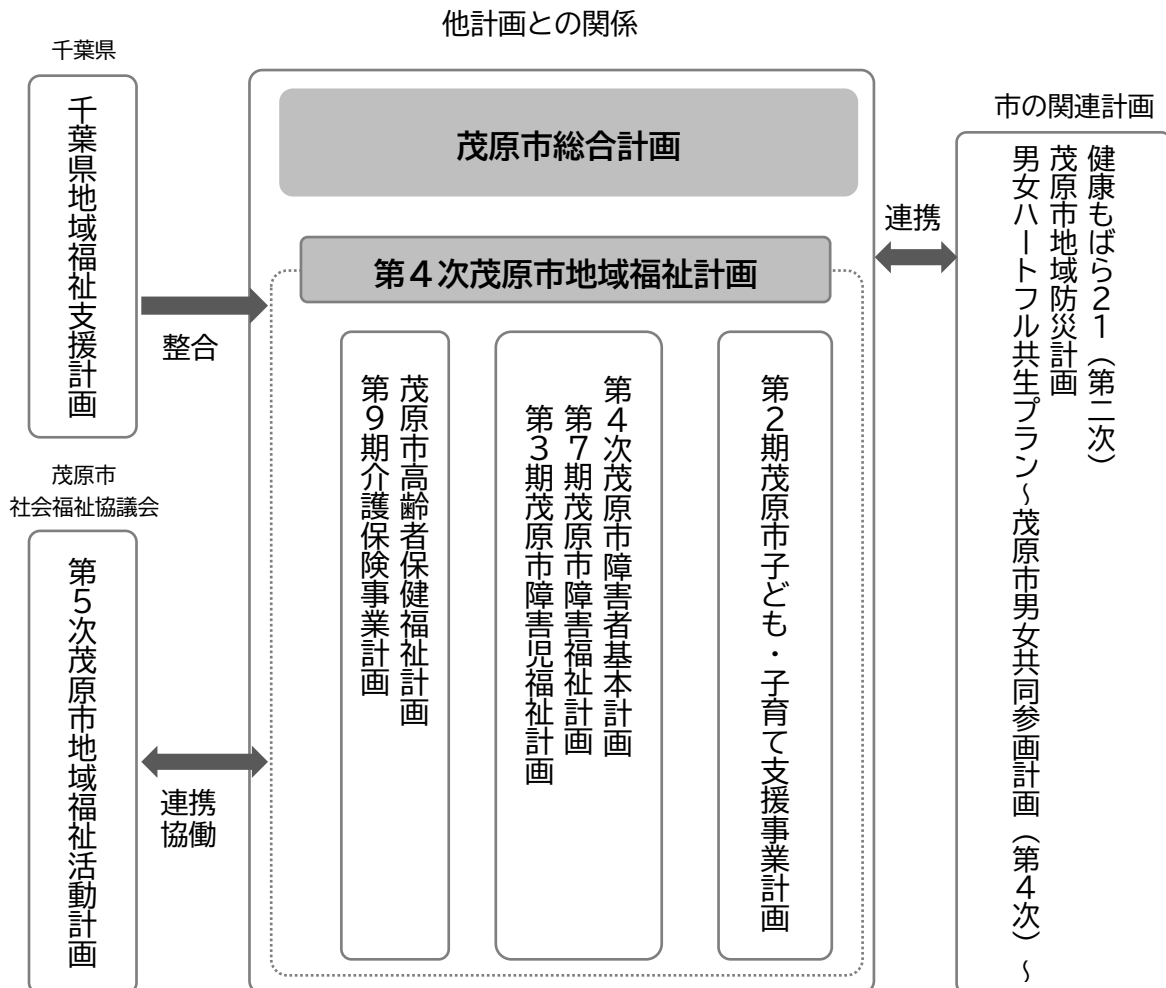 他計画との関係
千葉県
千葉県地域福祉支援計画
整合
茂原市
社会福祉協議会
第5次茂原市地域福祉活動計画
連携
協働
茂原市総合計画
第4次茂原市地域福祉計画
茂原市高齢者保健福祉計画
第9期介護保険事業計画
第4次茂原市障害者基本計画
第7期茂原市障害福祉計画
第3期茂原市障害児福祉計画
第2期茂原市子ども・子育て支援事業計画
連携
市の関連計画
健康もばら21(第二次)
茂原市地域防災計画
男女ハートフル共生プラン~茂原市男女共同参画計画(第4次)~